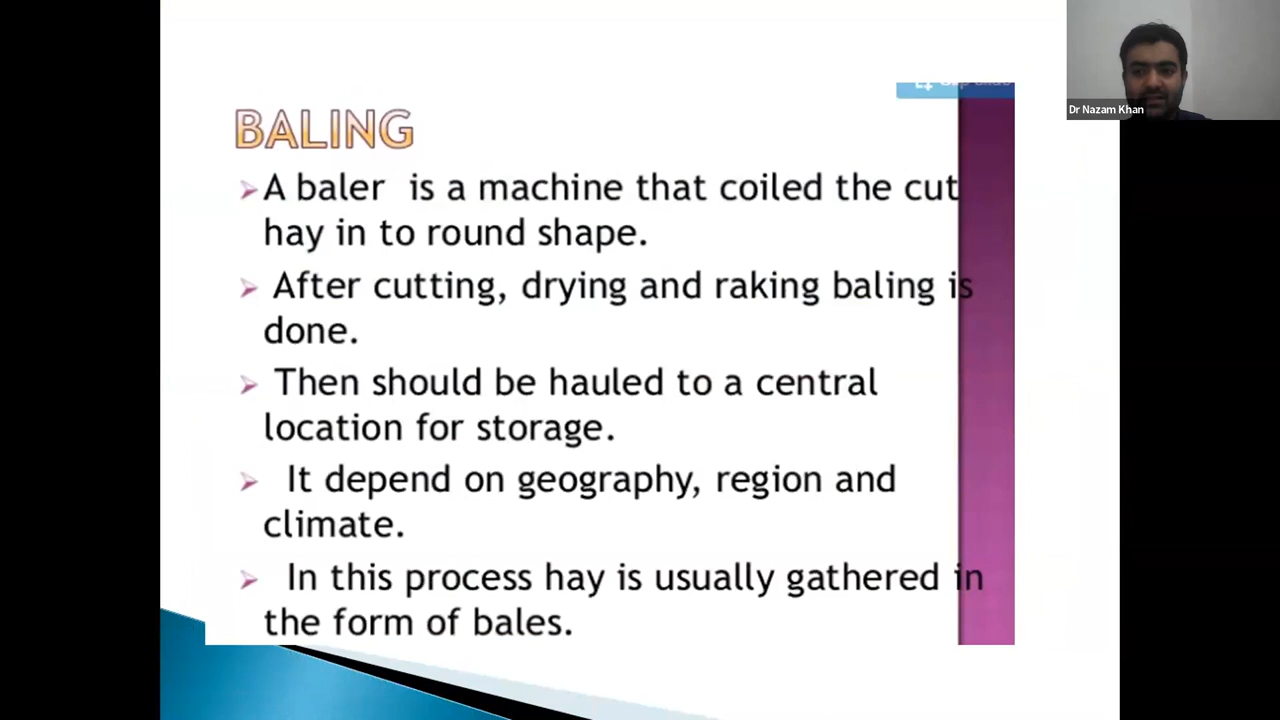 BALING
A baler is a machine that coiled the cut
hay in to round shape.
After cutting, drying and raking baling is
done.
Then should be hauled to a central
location for storage.
It depend on geography, region and
climate.
In this process hay is usually gathered in
the form of bales.
Dr Nazam Khan